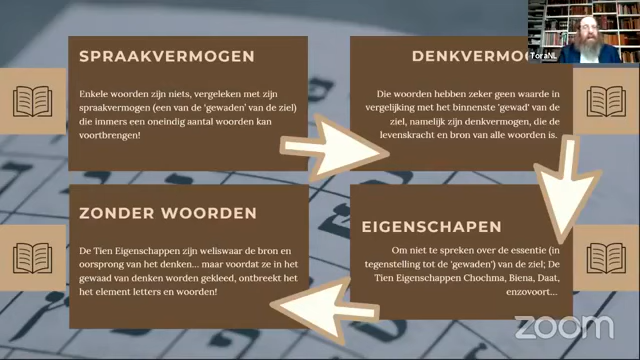 SPRAAKVERMOGEN
Enkele woorden zijn niets, vergeleken met zijn
spraakvermogen (een van de 'gewaden' van de ziel)
die immers een oneindig aantal woorden kan
voortbrengen!
DENKVERMO
Die woorden hebben zeker geen waarde in
vergelijking met het binnenste 'gewad' van de
ziel, namelijk zijn denkvermogen, die de
levenskracht en bron van alle woorden is.
ZONDER WOORDEN
De Tien Eigenschappen zijn weliswaar de bron en
oorsprong van het denken... maar voordat ze in het
gewaad van denken worden gekleed, ontbreekt het
het element letters en woorden!
EIGENSCHAPEN
Om niet te spreken over de essentie (in
tegenstelling tot de 'gewaden') van de ziel; De
Tien Eigenschappen Chochma, Biena, Daat,
enzovoort...
ToraNL
zoom